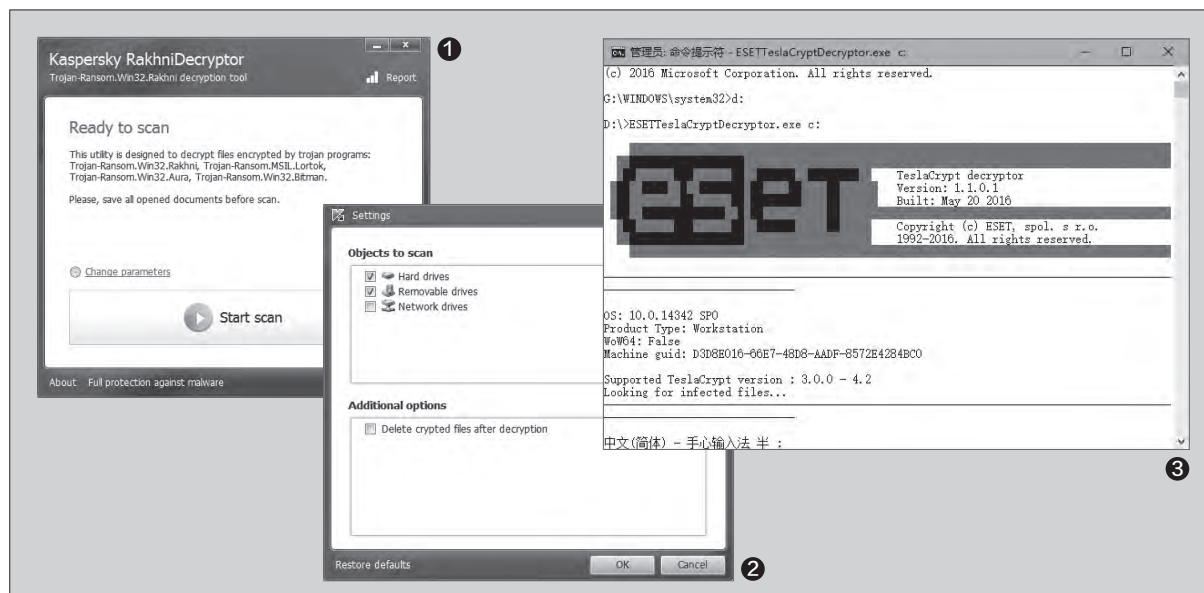 Kaspersky RakhniDecryptor
Trojan-Ransom.Win32.Rakhni decryption tool
Report
❶
Ready to scan
This utility is designed to decrypt files encrypted by trojan programs:
Trojan-Ransom.Win32.Rakhni, Trojan-Ransom.MSIL.Lortok,
Trojan-Ransom.Win32.Aura, Trojan-Ransom.Win32.Bitman.
Please, save all opened documents before scan.
Change parameters
Start scan
About Full protection against malware
Settings
Objects to scan
Hard drives
Removable drives
Network drives
Additional options
Delete crypted files after decryption
Restore defaults
OK
Cancel
❷
管理员: 命令提示符 - ESETTeslaCryptDecryptor.exe c:
(c) 2016 Microsoft Corporation. All rights reserved.
G:\WINDOWS\system32>d:
D:\>ESETTeslaCryptDecryptor.exe c:
eseT
TeslaCrypt decryptor
Version: 1.1.0.1
Built: May 20 2016
Copyright (c) ESET, spol. s r.o.
1992-2016. All rights reserved.
OS: 10.0.14342 SP0
Product Type: Workstation
WoW64: False
Machine guid: D3D8E016-66E7-48D8-AADF-8572E4284BC0
Supported TeslaCrypt version : 3.0.0 - 4.2
Looking for infected files...
中文(简体) - 手心输入法 半 :
❸